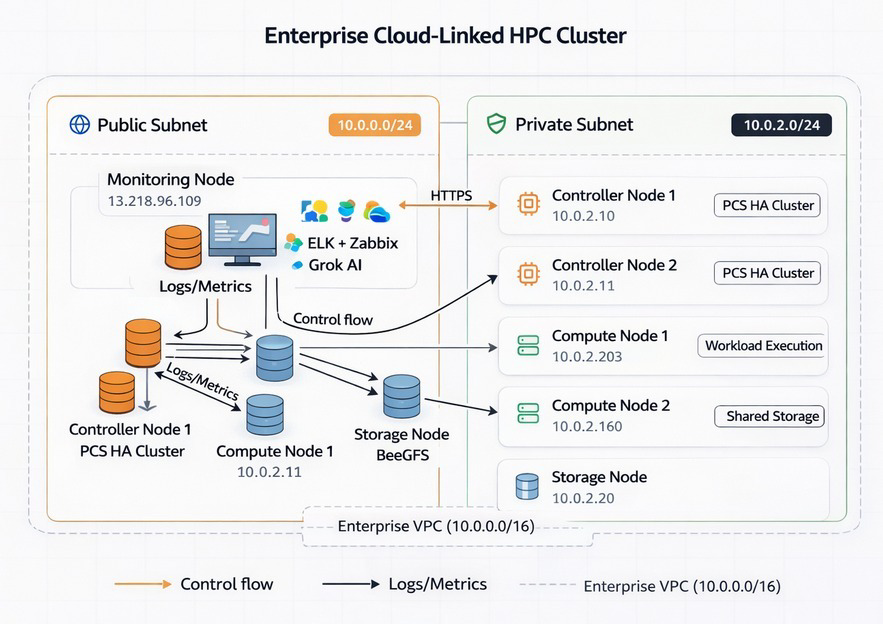 Enterprise Cloud-Linked HPC Cluster
Public Subnet
10.0.0.0/24
Monitoring Node
13.218.96.109
ELK + Zabbix
Grok AI
Logs/Metrics
Control flow
Logs/Metrics
Controller Node 1
PCS HA Cluster
Compute Node 1
10.0.2.11
Storage Node
BeeGFS
HTTPS
Private Subnet
10.0.2.0/24
Controller Node 1
10.0.2.10
PCS HA Cluster
Controller Node 2
10.0.2.11
PCS HA Cluster
Compute Node 1
10.0.2.203
Workload Execution
Compute Node 2
10.0.2.160
Shared Storage
Storage Node
10.0.2.20
Enterprise VPC (10.0.0.0/16)
Control flow
Logs/Metrics
Enterprise VPC (10.0.0.0/16)